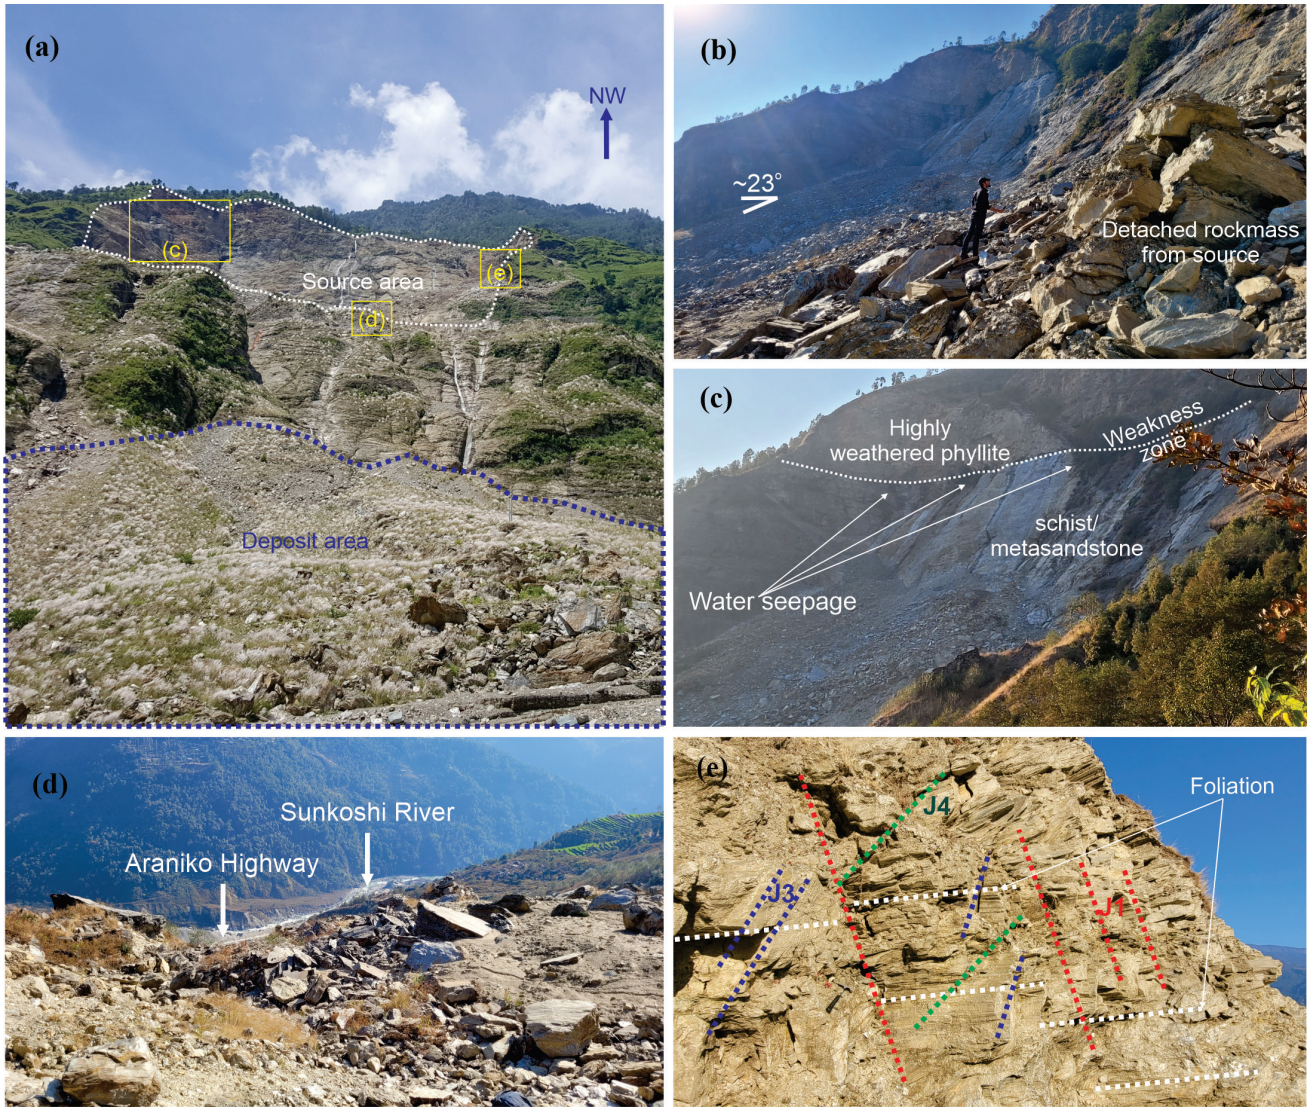 (a)
NW
(c)
(e)
Source area
(d)
Deposit area
(b)
~23°
Detached rockmass
from source
(c)
Highly
weathered phyllite
Weakness
zone
schist/
metasandstone
Water seepage
(d)
Sunkoshi River
Araniko Highway
(e)
Foliation
J4
J3
J1